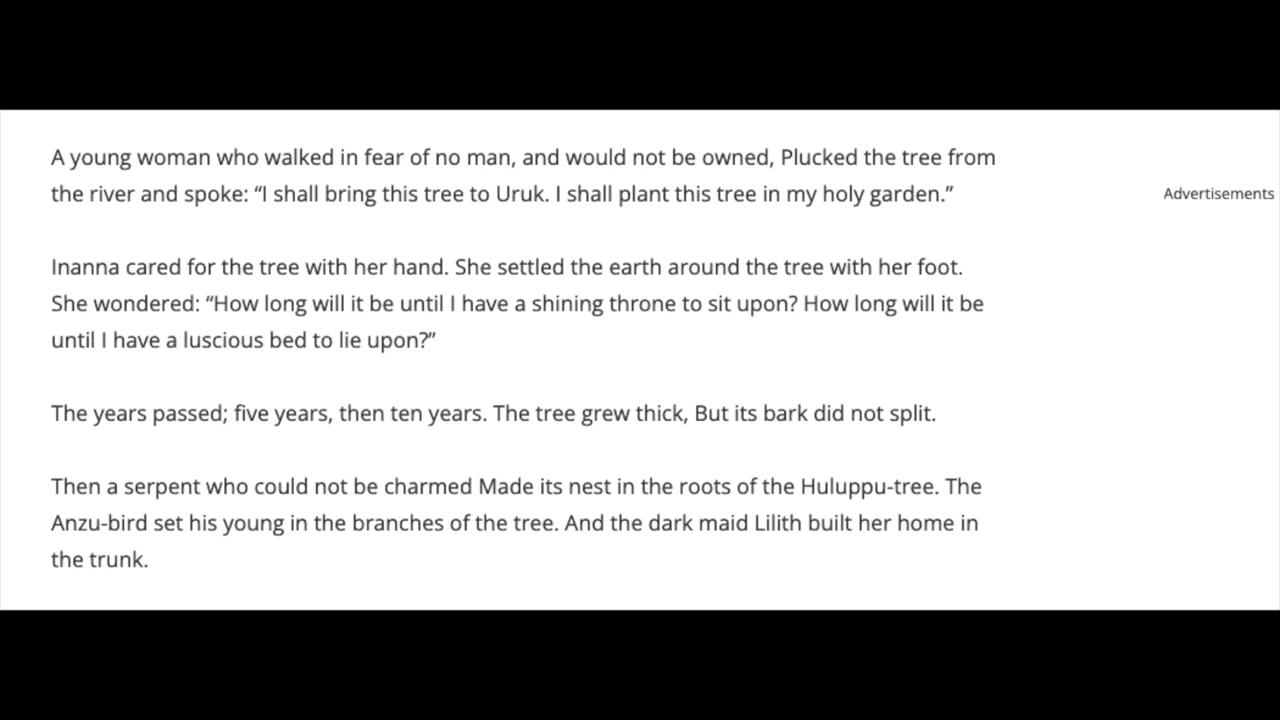 A young woman who walked in fear of no man, and would not be owned, Plucked the tree from
the river and spoke: “I shall bring this tree to Uruk. I shall plant this tree in my holy garden.”
Advertisements
Inanna cared for the tree with her hand. She settled the earth around the tree with her foot.
She wondered: “How long will it be until I have a shining throne to sit upon? How long will it be
until I have a luscious bed to lie upon?”
The years passed; five years, then ten years. The tree grew thick, But its bark did not split.
Then a serpent who could not be charmed Made its nest in the roots of the Huluppu-tree. The
Anzu-bird set his young in the branches of the tree. And the dark maid Lilith built her home in
the trunk.